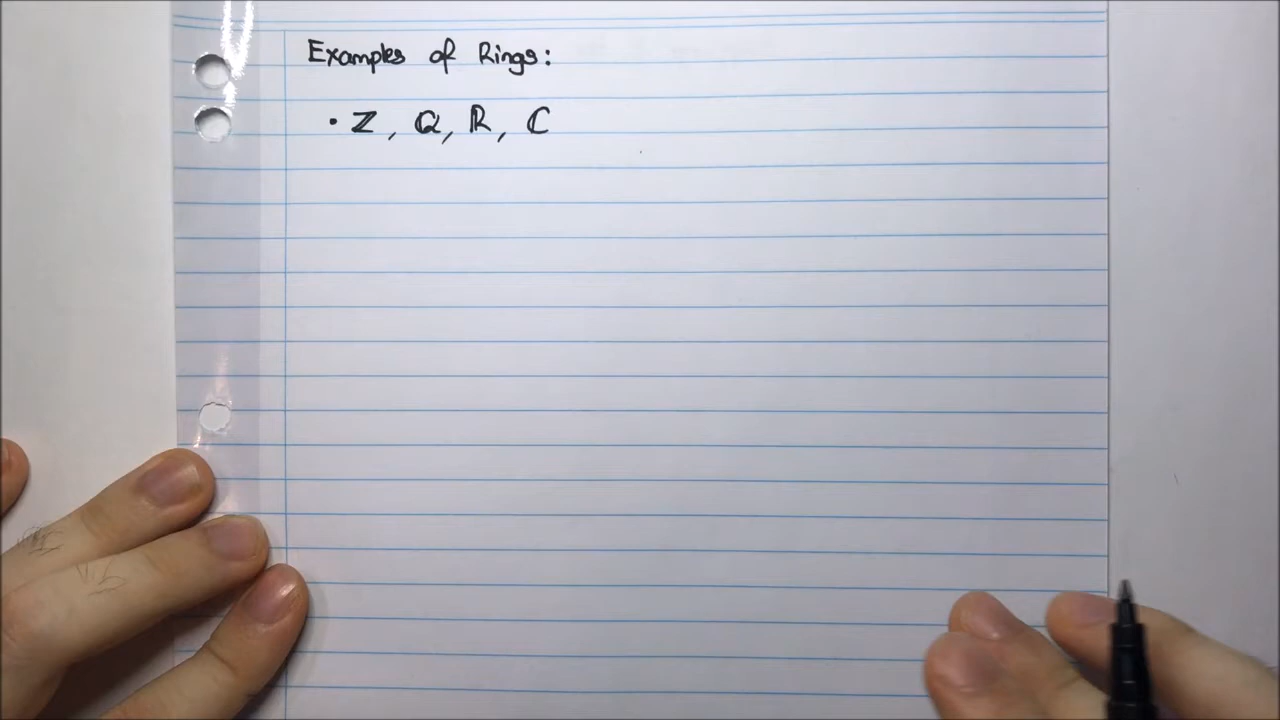 Examples of Rings:
• ℤ, ℚ, ℝ, ℂ